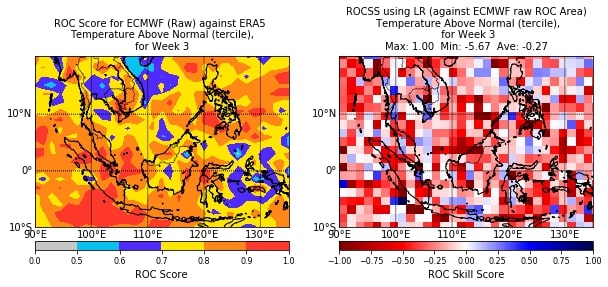 ROC Score for ECMWF (Raw) against ERA5
Temperature Above Normal (tercile),
for Week 3
10°N
0°
10°S
90°E
100°E
110°E
120°E
130°E
0.0
0.5
0.6
0.7
0.8
0.9
1.0
ROC Score
ROCSS using LR (against ECMWF raw ROC Area)
Temperature Above Normal (tercile),
for Week 3
Max: 1.00 Min: -5.67 Ave: -0.27
10°N
0°
10°S
90°E
100°E
110°E
120°E
130°E
−1.00
−0.75
−0.50
−0.25
0.00
0.25
0.50
0.75
1.00
ROC Skill Score